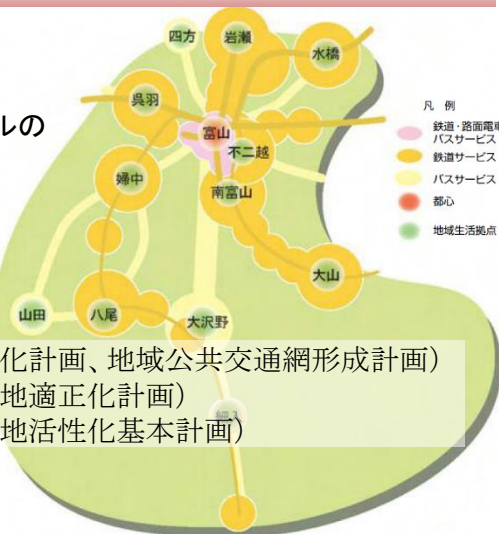 四方
岩瀬
水橋
呉羽
ルの
富山
不二越
婦中
南富山
凡 例
鉄道・路面電車
バスサービス
鉄道サービス
バスサービス
都心
地域生活拠点
大山
山田
八尾
大沢野
化計画、地域公共交通網形成計画)
地適正化計画)
地活性化基本計画)
細入